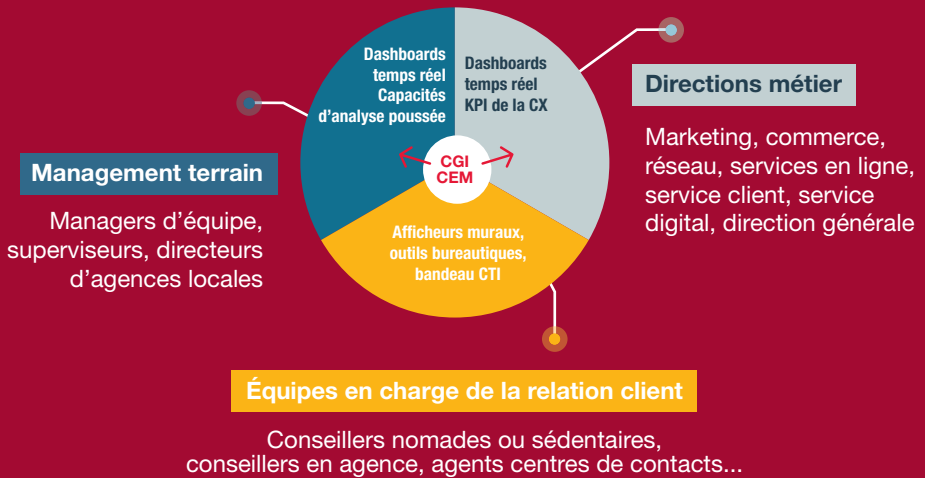 Dashboards
temps réel
Capacités
d'analyse poussée
Dashboards
temps réel
KPI de la CX
CGI
CEM
Afficheurs muraux,
outils bureautiques,
bandeau CTI
Management terrain
Managers d'équipe,
superviseurs, directeurs
d'agences locales
Directions métier
Marketing, commerce,
réseau, services en ligne,
service client, service
digital, direction générale
Équipes en charge de la relation client
Conseillers nomades ou sédentaires,
conseillers en agence, agents centres de contacts...